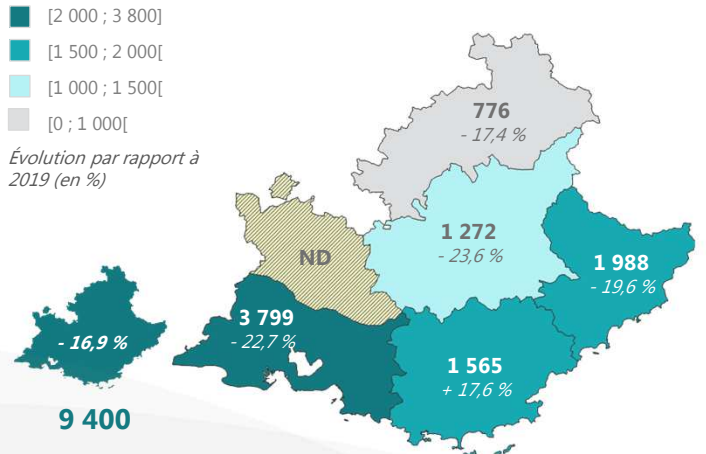 [2 000 ; 3 800]
[1 500 ; 2 000[
[1 000 ; 1 500[
[0 ; 1 000[
Évolution par rapport à
2019 (en %)
776
- 17,4 %
1 272
- 23,6 %
1 988
- 19,6 %
ND
3 799
- 22,7 %
1 565
+ 17,6 %
- 16,9 %
9 400